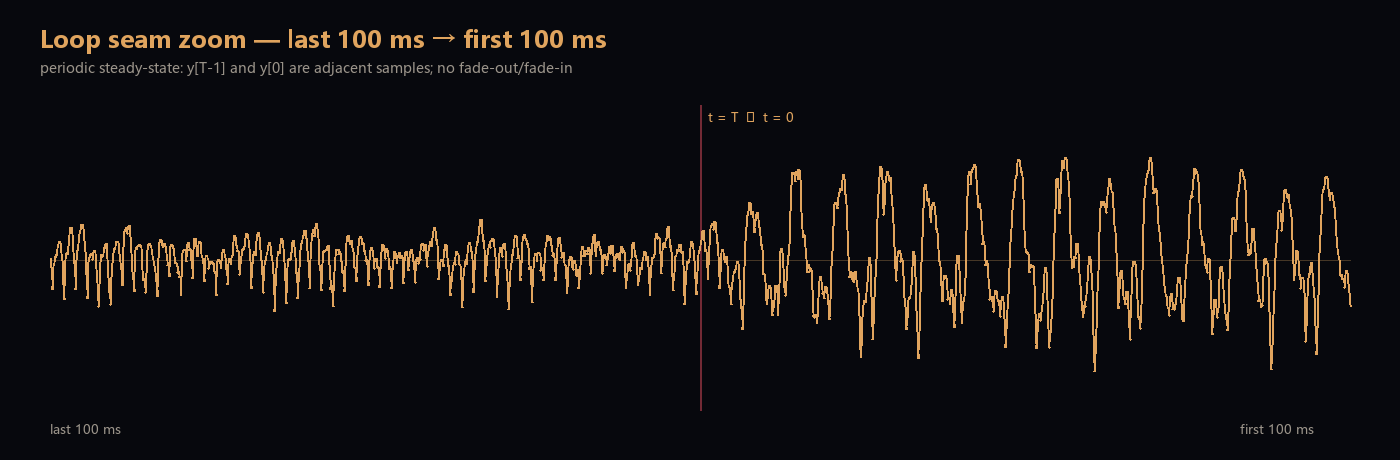 Loop seam zoom — last 100 ms → first 100 ms
periodic steady-state: y[T-1] and y[0] are adjacent samples; no fade-out/fade-in
t = T □ t = 0
last 100 ms
first 100 ms